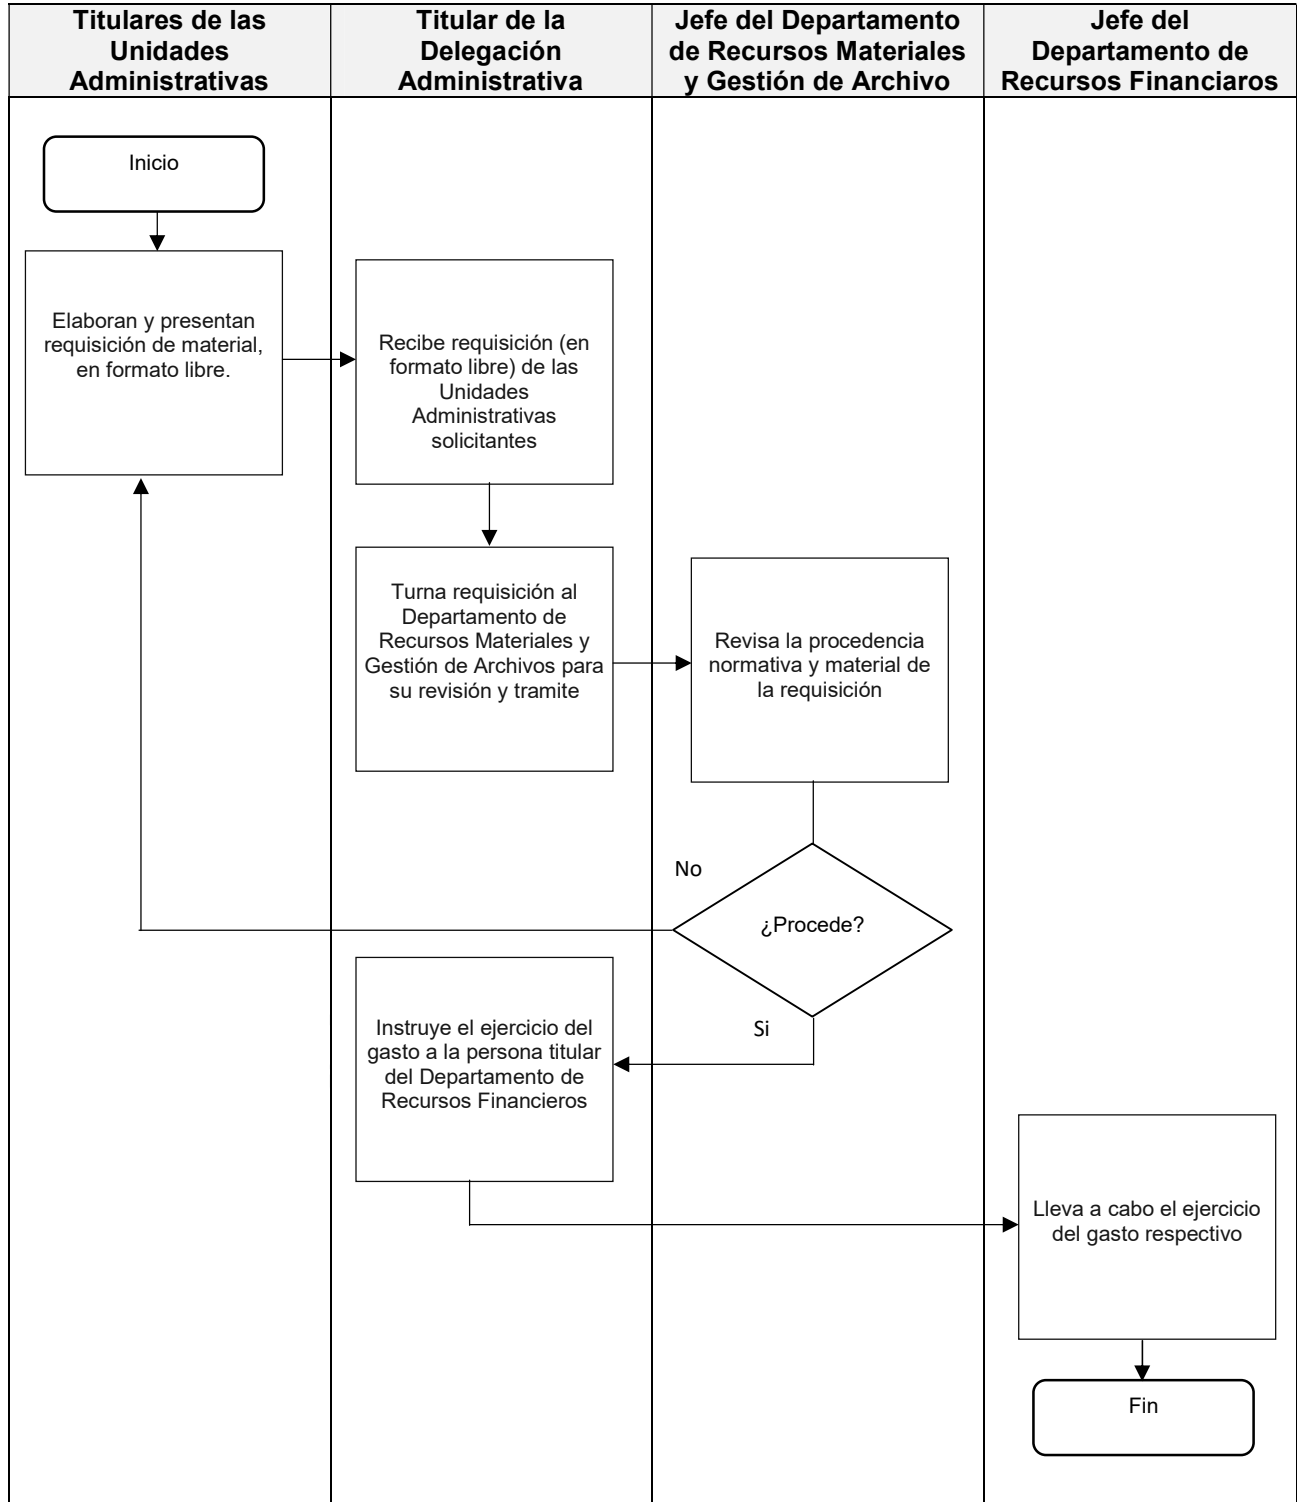 Titulares de las
Unidades
Administrativas
Titular de la
Delegación
Administrativa
Jefe del Departamento
de Recursos Materiales
y Gestión de Archivo
Jefe del
Departamento de
Recursos Financiaros
Inicio
Elaboran y presentan
requisición de material,
en formato libre.
Recibe requisición (en
formato libre) de las
Unidades
Administrativas
solicitantes
Turna requisición al
Departamento de
Recursos Materiales y
Gestión de Archivos para
su revisión y tramite
Revisa la procedencia
normativa y material de
la requisición
No
¿Procede?
Si
Instruye el ejercicio del
gasto a la persona titular
del Departamento de
Recursos Financieros
Lleva a cabo el ejercicio
del gasto respectivo
Fin